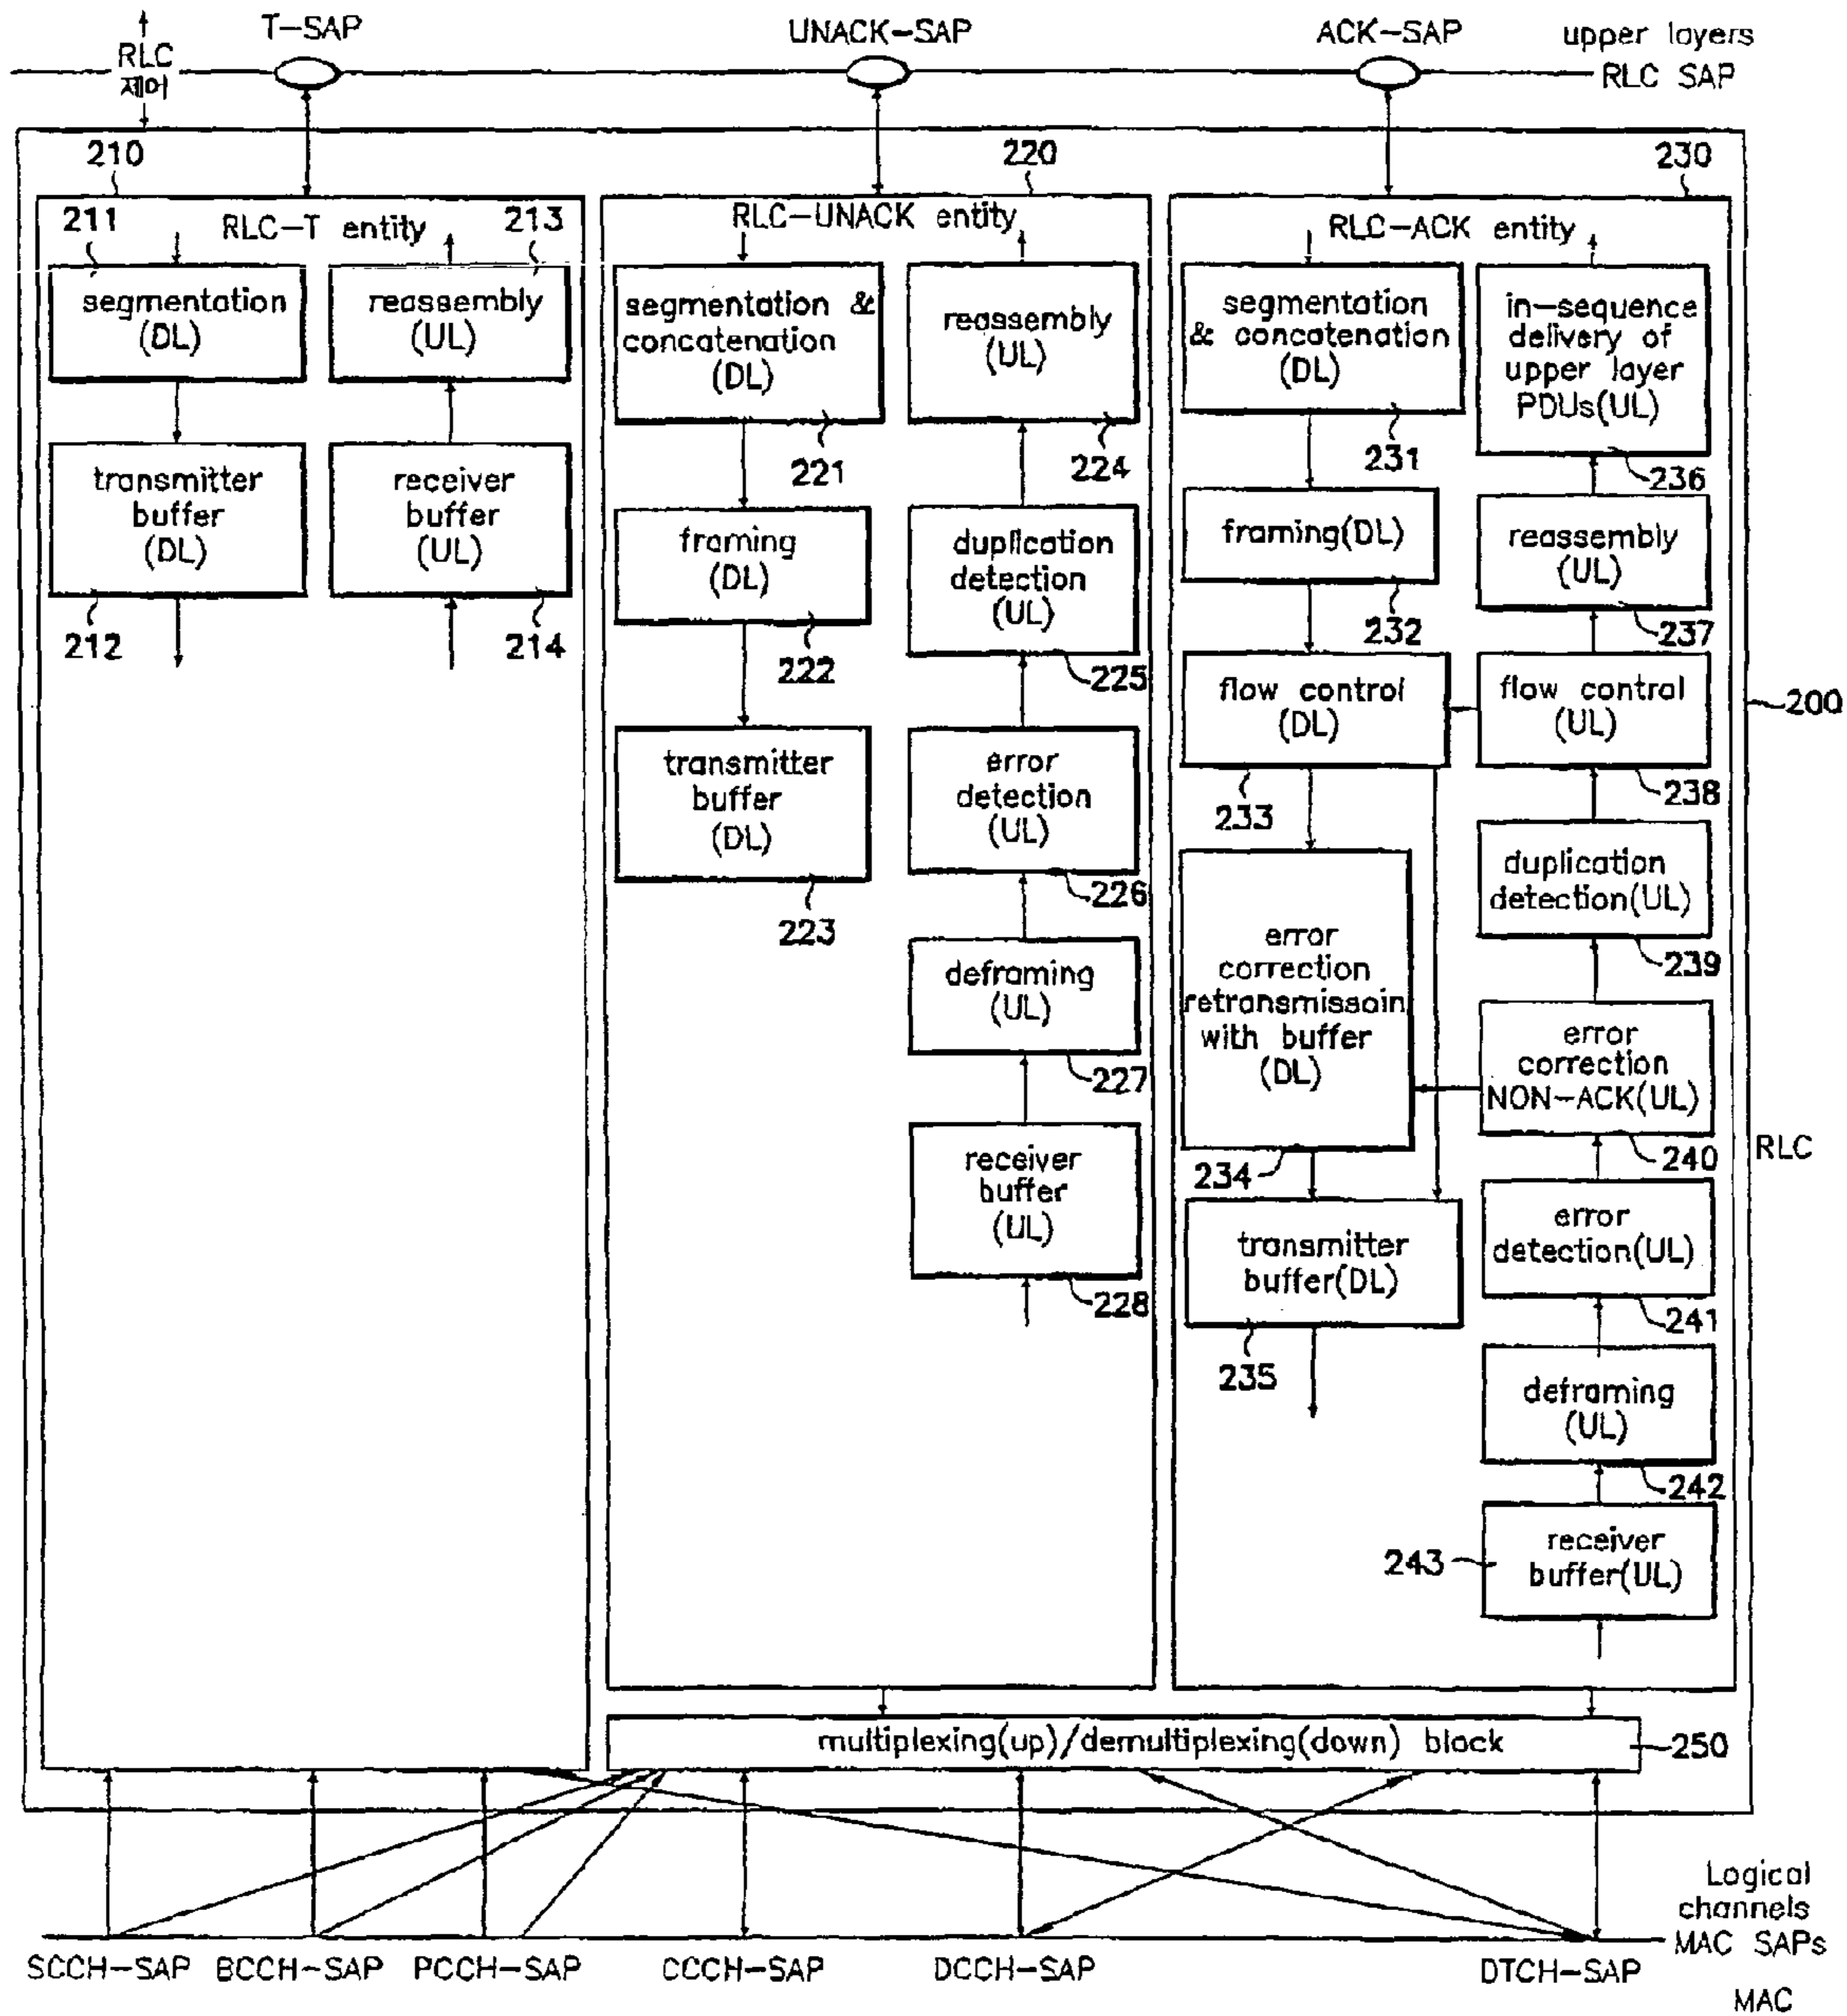 T-SAP
UNACK-SAP
ACK-SAP
upper layers
RLC
제어
RLC SAP
210
220
230
RLC-T entity
211
213
segmentation
(DL)
reassembly
(UL)
transmitter
buffer
(DL)
receiver
buffer
(UL)
212
214
RLC-UNACK entity
segmentation &
concatenation
(DL)
reassembly
(UL)
221
224
framing
(DL)
duplication
detection
(UL)
222
225
transmitter
buffer
(DL)
error
detection
(UL)
223
226
deframing
(UL)
227
receiver
buffer
(UL)
228
RLC-ACK entity
segmentation
& concatenation
(DL)
in-sequence
delivery of
upper layer
PDUs(UL)
231
236
framing(DL)
reassembly
(UL)
232
237
flow control
(DL)
flow control
(UL)
200
233
238
duplication
detection(UL)
239
error
correction
retransmissoin
with buffer
(DL)
error
correction
NON-ACK(UL)
234
240
RLC
transmitter
buffer(DL)
error
detection(UL)
235
241
deframing
(UL)
242
243
receiver
buffer(UL)
multiplexing(up)/demultiplexing(down) block
250
Logical
channels
MAC SAPs
SCCH-SAP
BCCH-SAP
PCCH-SAP
CCCH-SAP
DCCH-SAP
DTCH-SAP
MAC